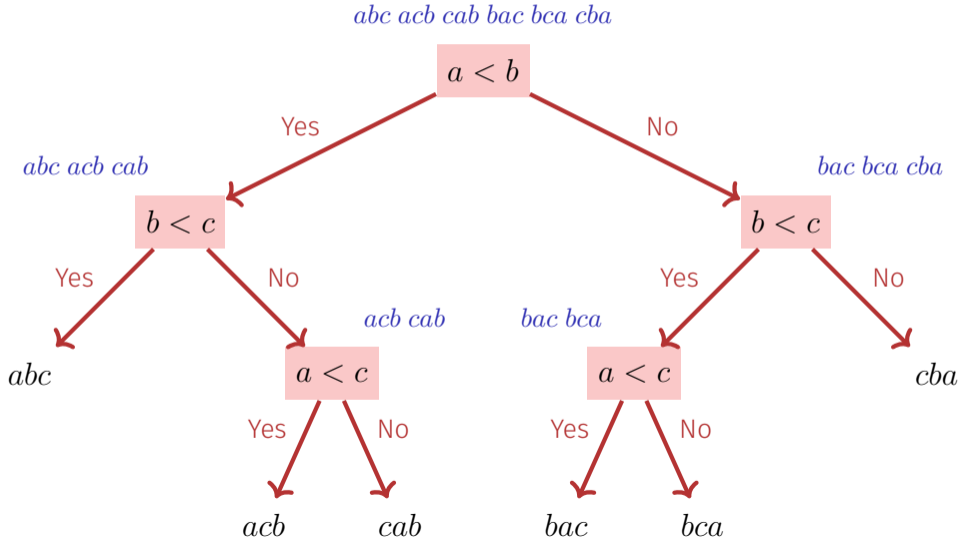 abc acb cab bac bca cba
a < b
Yes
No
abc acb cab
bac bca cba
b < c
b < c
Yes
No
Yes
No
acb cab
bac bca
abc
a < c
a < c
cba
Yes
No
Yes
No
acb
cab
bac
bca